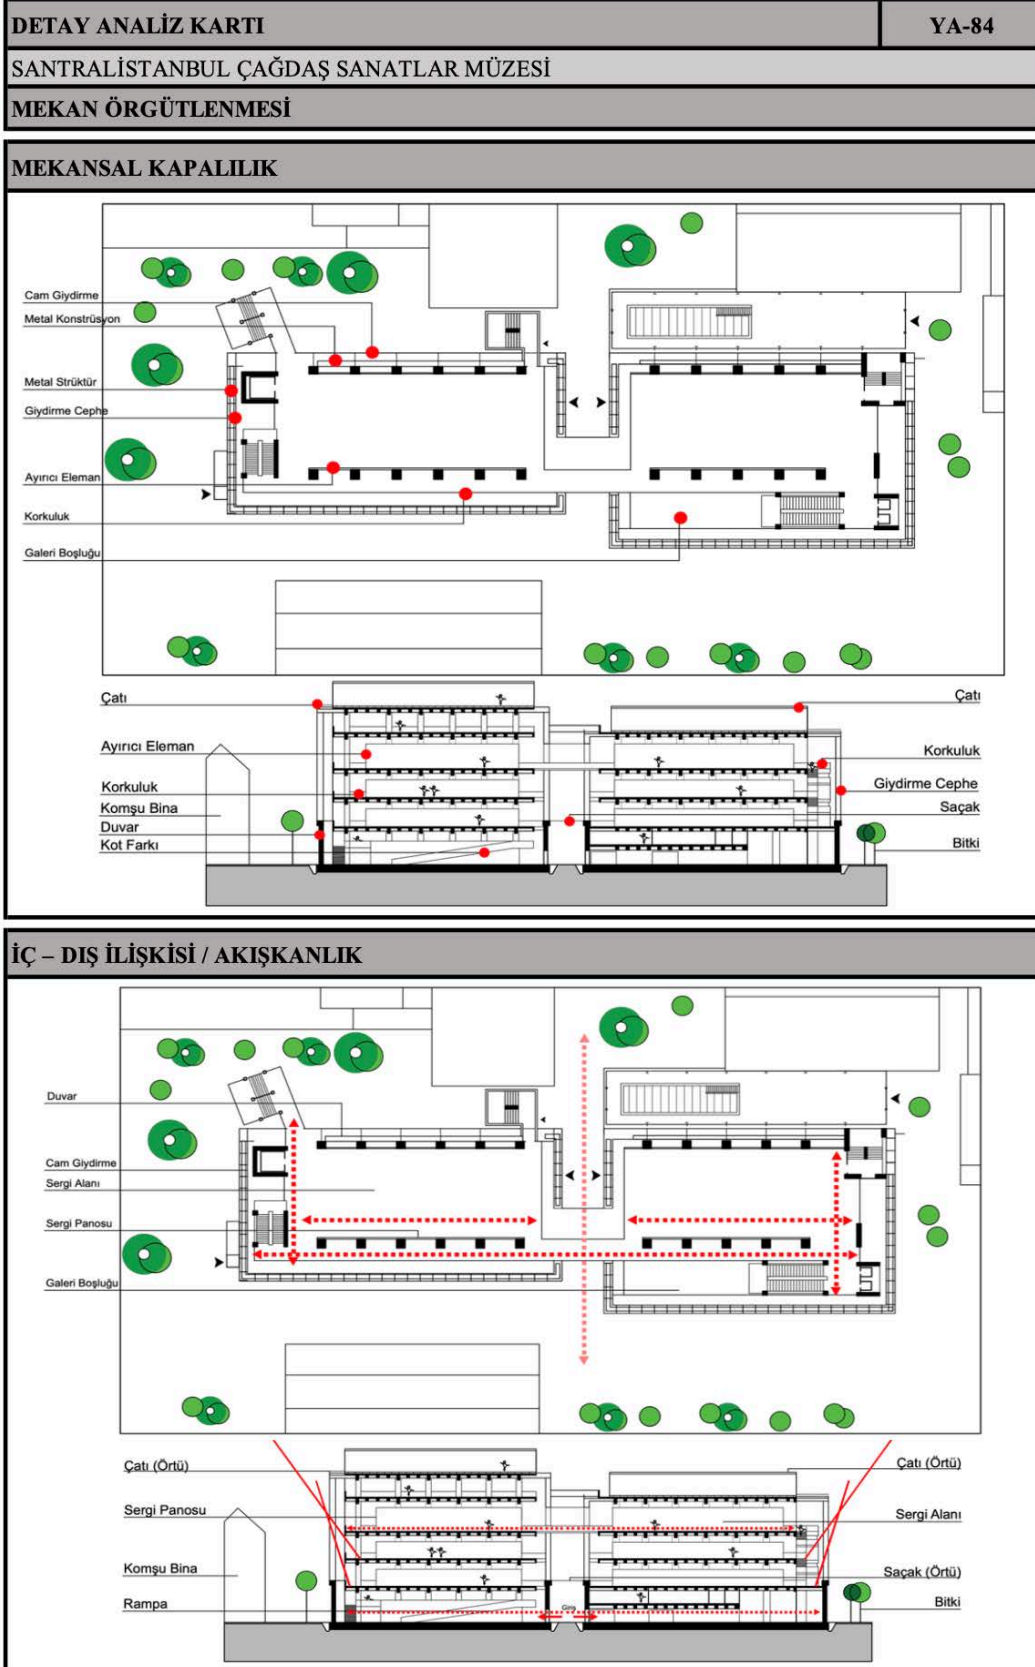 DETAY ANALİZ KARTI YA-84
SANTRALİSTANBUL ÇAĞDAŞ SANATLAR MÜZESİ
MEKAN ÖRGÜTLENMESİ
MEKANSAL KAPALILIK
Cam Giydirme
Metal Konstrüsyon
Metal Strüktür
Giydirme Cephe
Ayırıcı Eleman
Korkuluk
Galeri Boşluğu
Çatı
Ayırıcı Eleman
Korkuluk
Komşu Bina
Duvar
Kot Farkı
Çatı
Korkuluk
Giydirme Cephe
Saçak
Bitki
İÇ – DIŞ İLİŞKİSİ / AKIŞKANLIK
Duvar
Cam Giydirme
Sergi Alanı
Sergi Panosu
Galeri Boşluğu
Çatı (Örtü)
Sergi Panosu
Komşu Bina
Rampa
Giriş
Çatı (Örtü)
Sergi Alanı
Saçak (Örtü)
Bitki